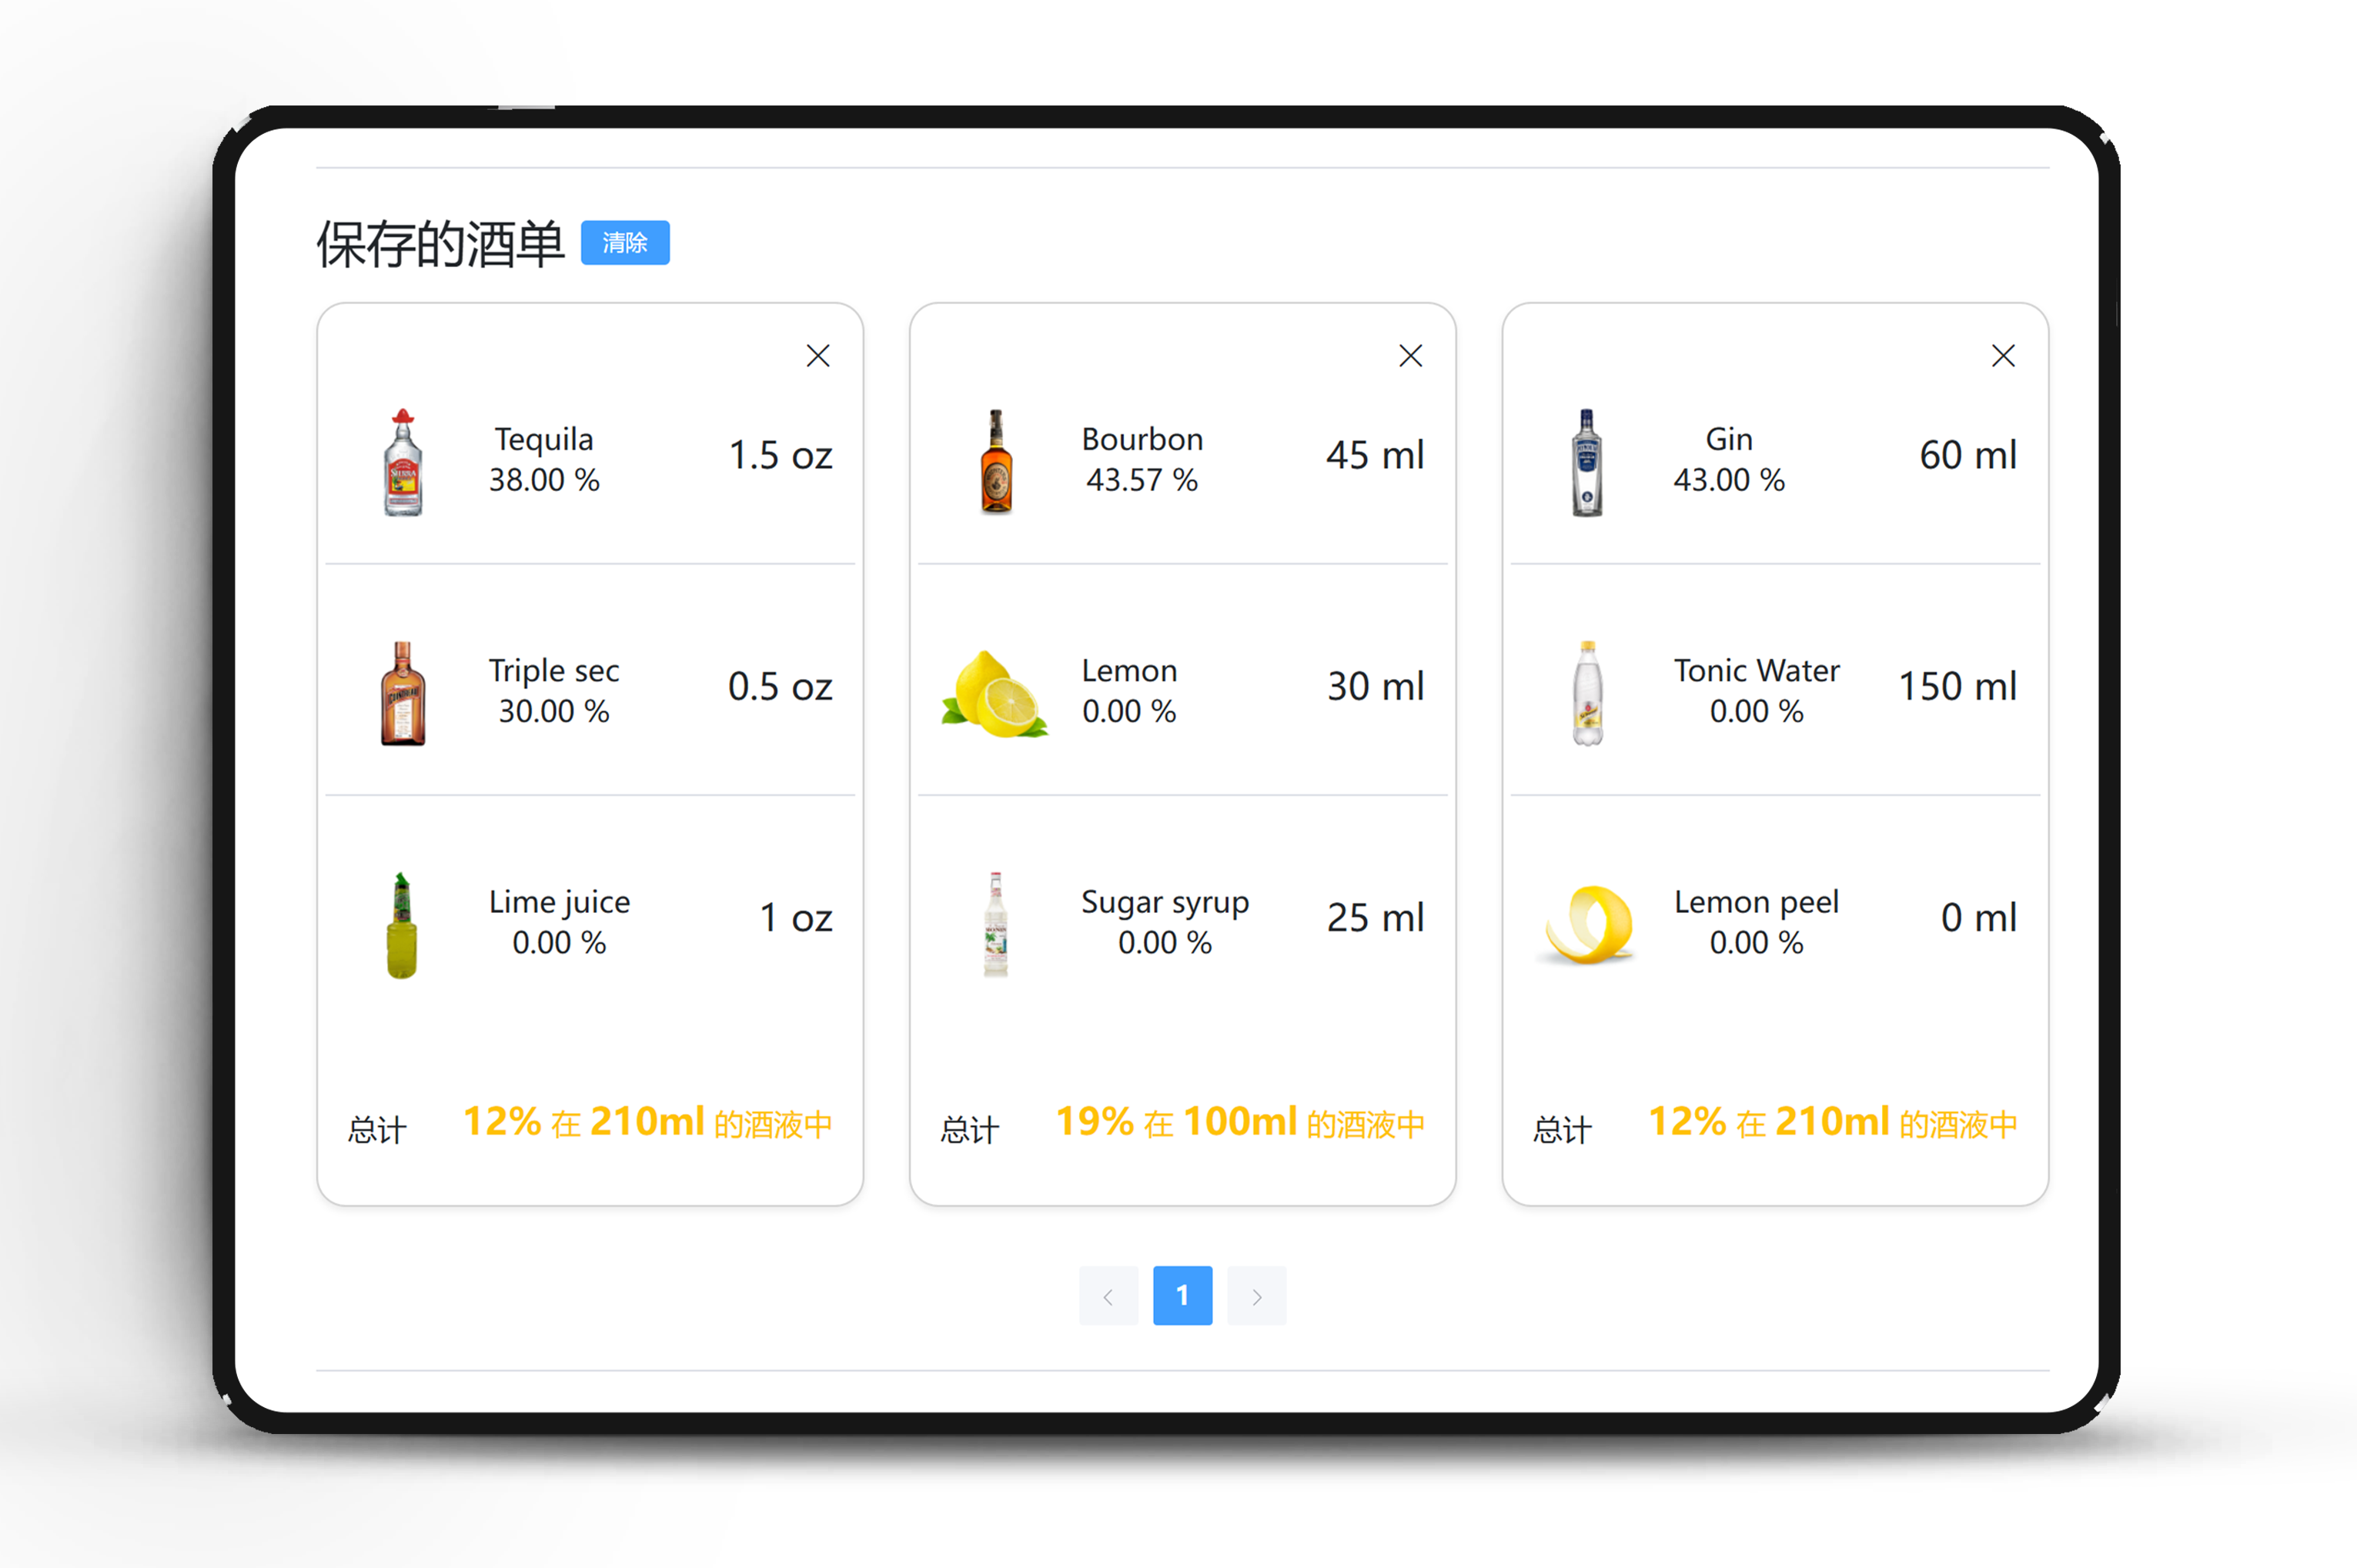 保存的酒单 清除
Tequila
38.00 %
1.5 oz
Triple sec
30.00 %
0.5 oz
Lime juice
0.00 %
1 oz
总计 12% 在 210ml 的酒液中
Bourbon
43.57 %
45 ml
Lemon
0.00 %
30 ml
Sugar syrup
0.00 %
25 ml
总计 19% 在 100ml 的酒液中
Gin
43.00 %
60 ml
Tonic Water
0.00 %
150 ml
Lemon peel
0.00 %
0 ml
总计 12% 在 210ml 的酒液中
1